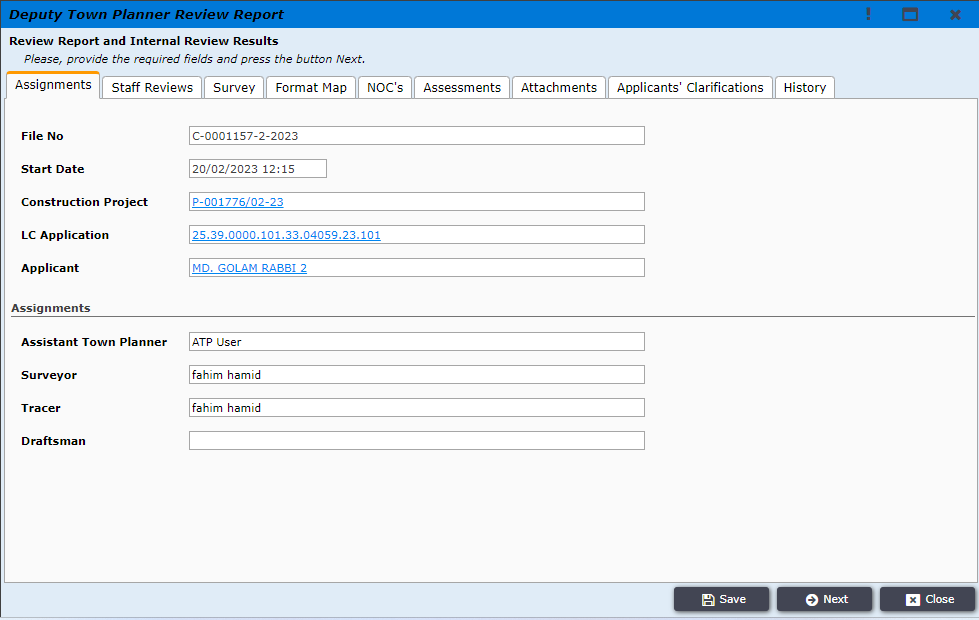 Deputy Town Planner Review Report
Review Report and Internal Review Results
Please, provide the required fields and press the button Next.
Assignments Staff Reviews Survey Format Map NOC's Assessments Attachments Applicants' Clarifications History
File No C-0001157-2-2023
Start Date 20/02/2023 12:15
Construction Project P-001776/02-23
LC Application 25.39.0000.101.33.04059.23.101
Applicant MD. GOLAM RABBI 2
Assignments
Assistant Town Planner ATP User
Surveyor fahim hamid
Tracer fahim hamid
Draftsman
Save Next Close